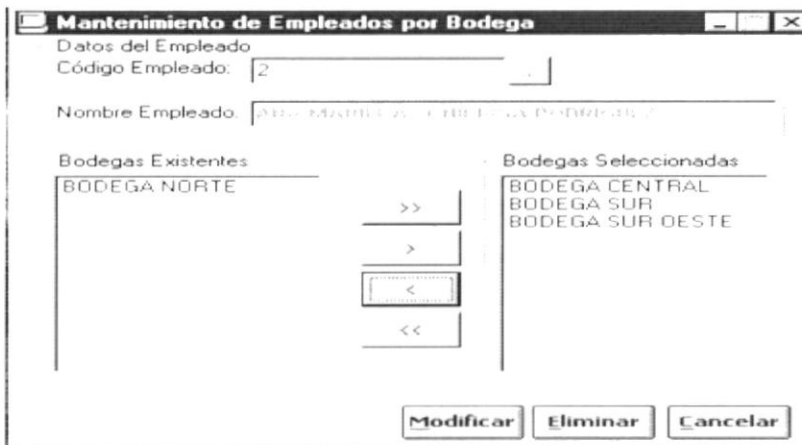 Mantenimiento de Empleados por Bodega
Datos del Empleado
Código Empleado: 2 .
Nombre Empleado.
Bodegas Existentes
Bodegas Seleccionadas
BODEGA NORTE
BODEGA CENTRAL
BODEGA SUR
BODEGA SUR OESTE
>>
>
<
<<
Modificar Eliminar Cancelar